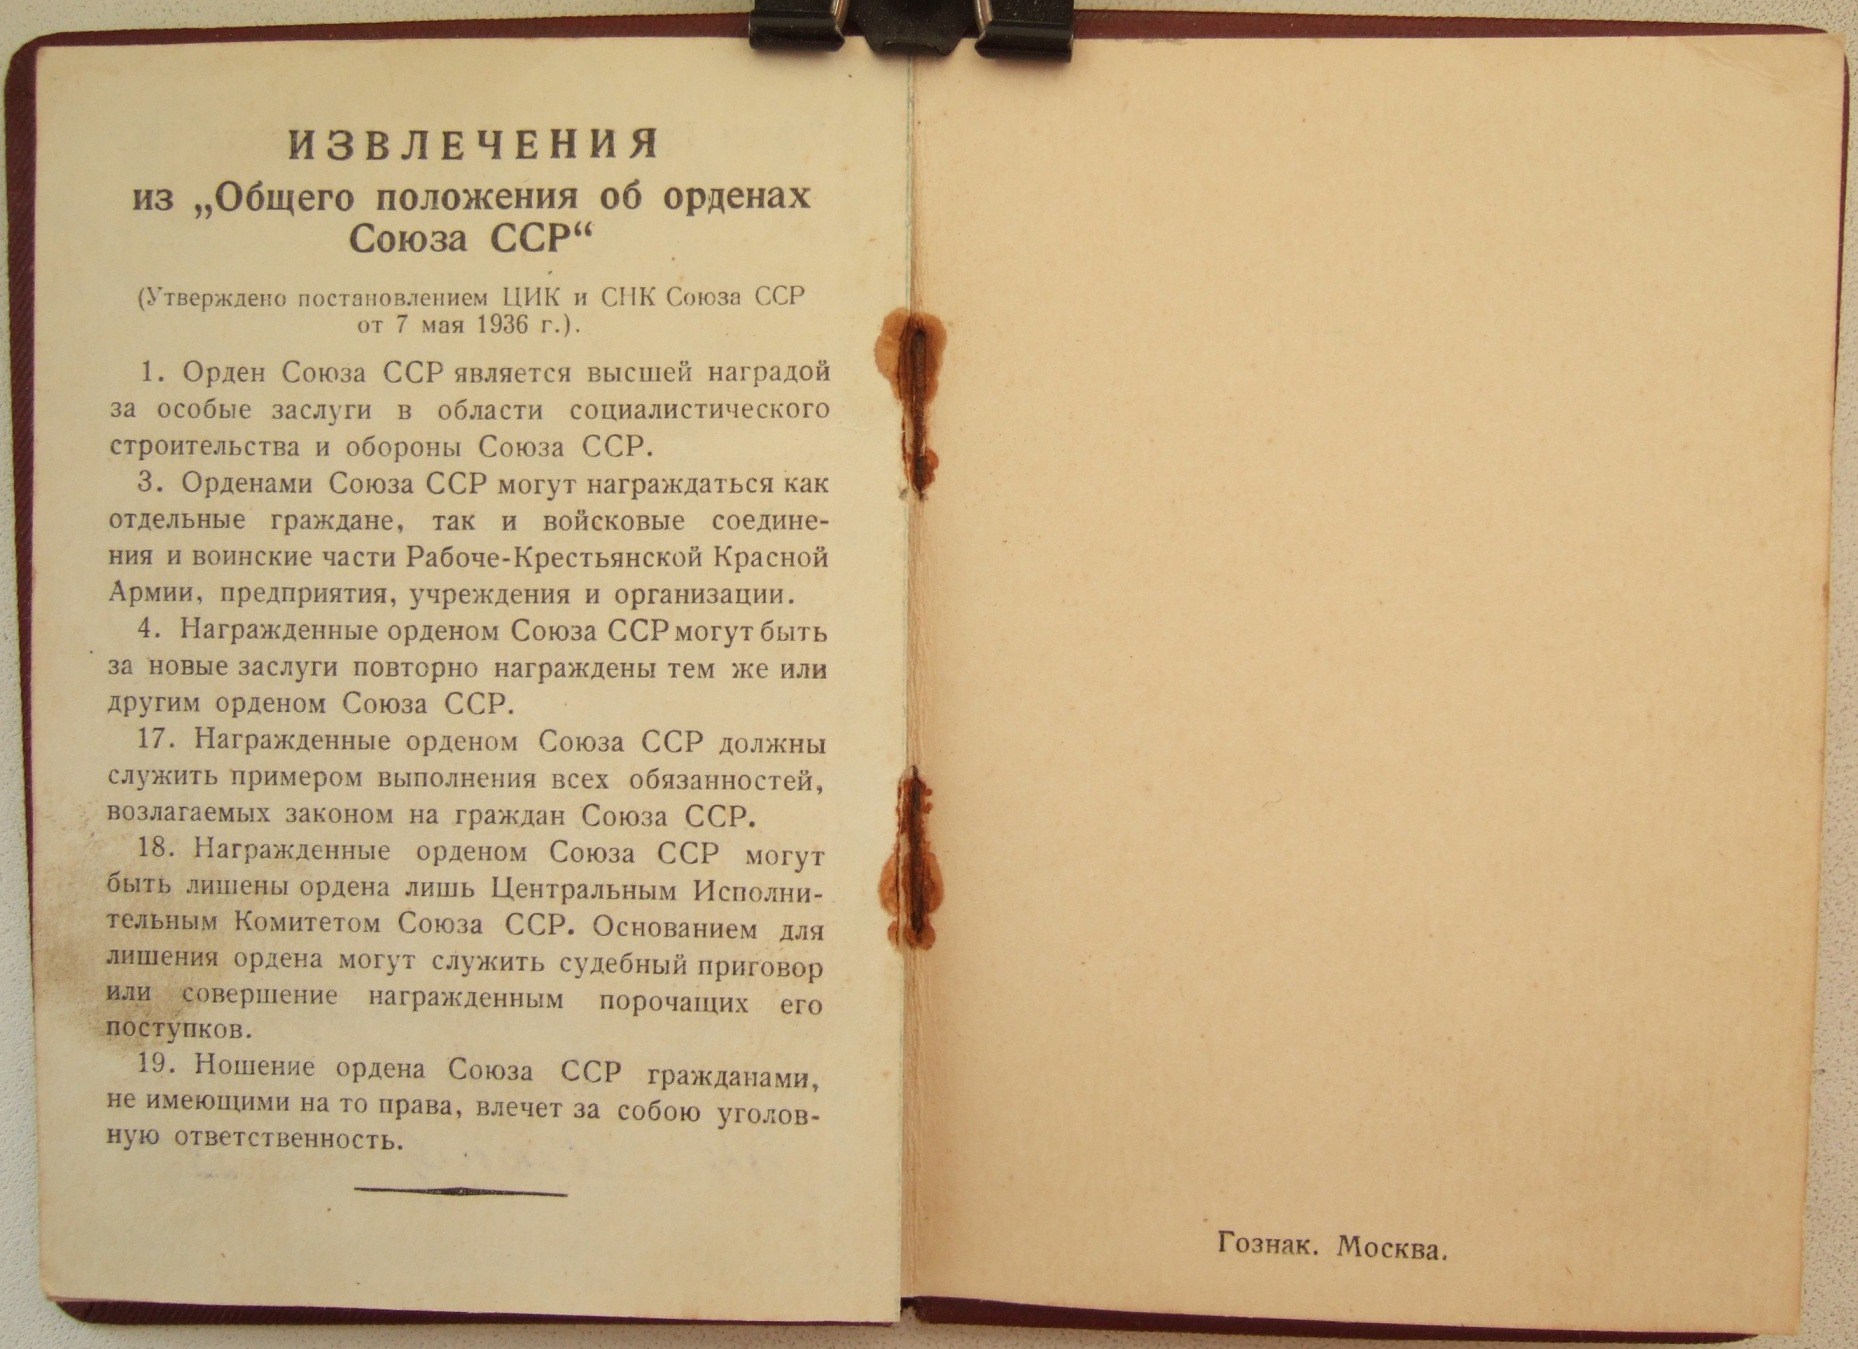 ИЗВЛЕЧЕНИЯ
из „Общего положения об орденах
Союза ССР“
(Утверждено постановлением ЦИК и СНК Союза ССР
от 7 мая 1936 г.).
1. Орден Союза ССР является высшей наградой
за особые заслуги в области социалистического
строительства и обороны Союза ССР.
3. Орденами Союза ССР могут награждаться как
отдельные граждане, так и войсковые соедине-
ния и воинские части Рабоче-Крестьянской Красной
Армии, предприятия, учреждения и организации.
4. Награжденные орденом Союза ССР могут быть
за новые заслуги повторно награждены тем же или
другим орденом Союза ССР.
17. Награжденные орденом Союза ССР должны
служить примером выполнения всех обязанностей,
возлагаемых законом на граждан Союза ССР.
18. Награжденные орденом Союза ССР могут
быть лишены ордена лишь Центральным Исполни-
тельным Комитетом Союза ССР. Основанием для
лишения ордена могут служить судебный приговор
или совершение награжденным порочащих его
поступков.
19. Ношение ордена Союза ССР гражданами,
не имеющими на то права, влечет за собою уголов-
ную ответственность.
Гознак. Москва.